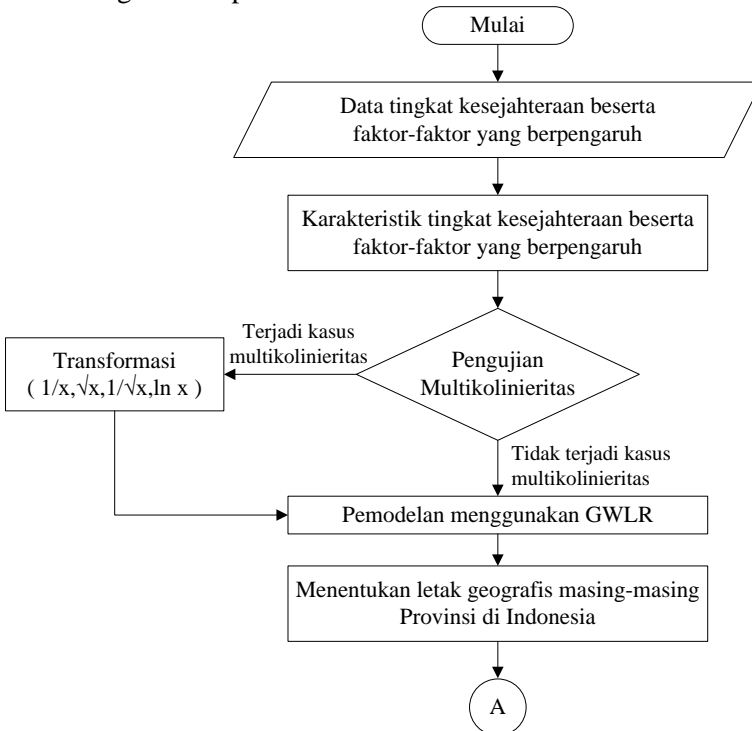 Mulai
Data tingkat kesejahteraan beserta
faktor-faktor yang berpengaruh
Karakteristik tingkat kesejahteraan beserta
faktor-faktor yang berpengaruh
Terjadi kasus
multikolinieritas
Transformasi
( 1/x,√x,1/√x,ln x )
Pengujian
Multikolinieritas
Tidak terjadi kasus
multikolinieritas
Pemodelan menggunakan GWLR
Menentukan letak geografis masing-masing
Provinsi di Indonesia
A